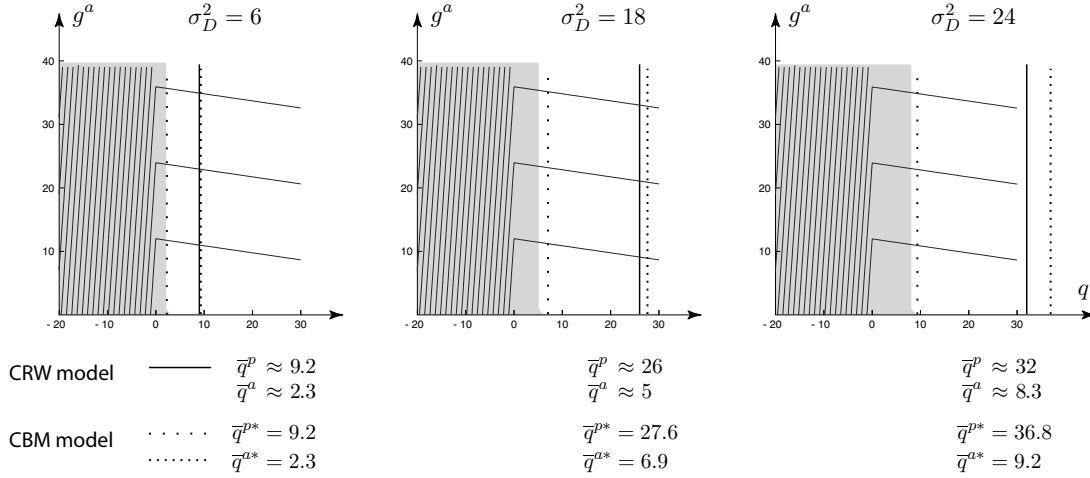 g^a
σ_D^2 = 6
g^a
σ_D^2 = 18
g^a
σ_D^2 = 24
40
30
20
10
- 20
- 10
0
10
20
30
40
30
20
10
- 20
- 10
0
10
20
30
40
30
20
10
- 20
- 10
0
10
20
30
q
CRW model
q̅^p ≈ 9.2
q̅^a ≈ 2.3
q̅^p ≈ 26
q̅^a ≈ 5
q̅^p ≈ 32
q̅^a ≈ 8.3
CBM model
q̅^{p*} = 9.2
q̅^{a*} = 2.3
q̅^{p*} = 27.6
q̅^{a*} = 6.9
q̅^{p*} = 36.8
q̅^{a*} = 9.2